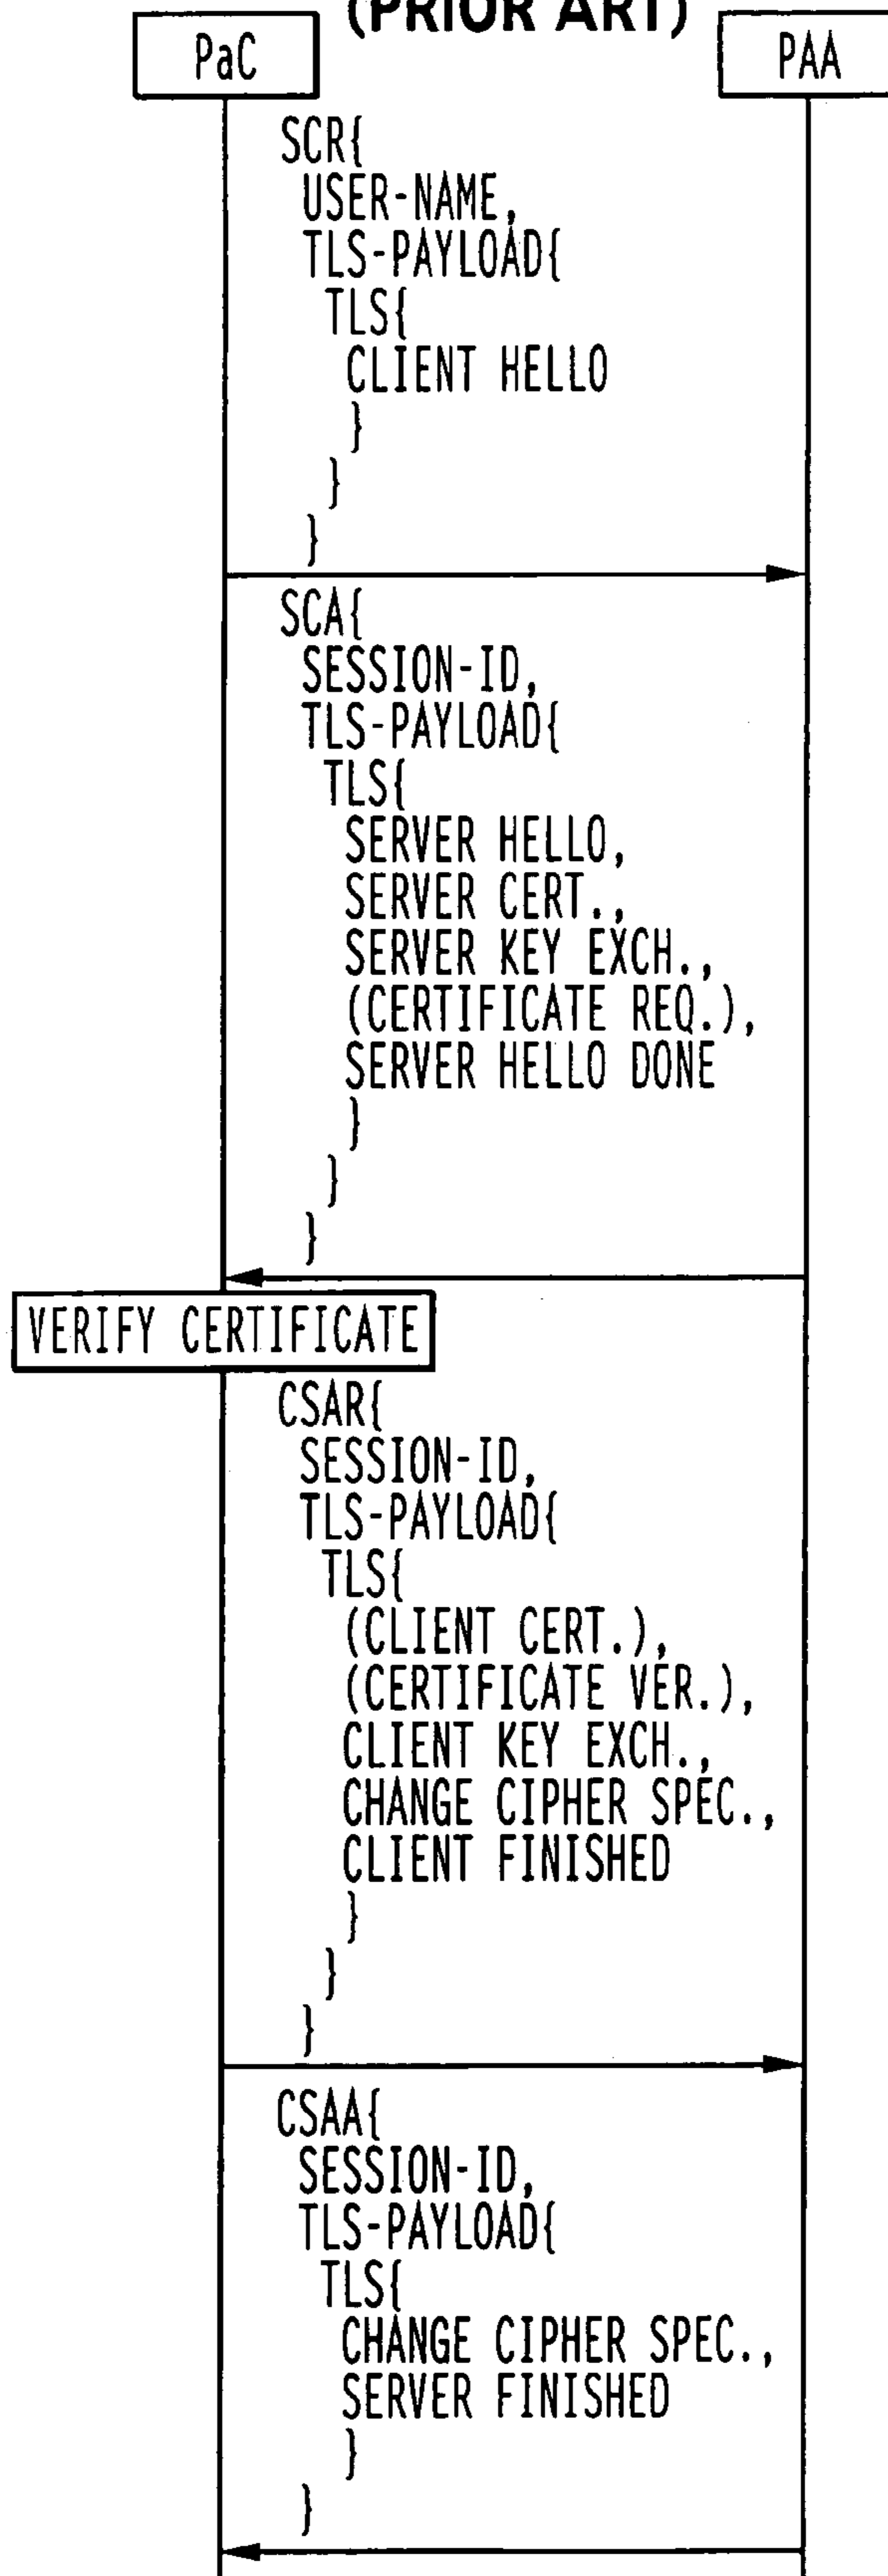 (PRIOR ART)
PaC
PAA
SCR{
USER-NAME,
TLS-PAYLOAD{
TLS{
CLIENT HELLO
}
}
}
SCA{
SESSION-ID,
TLS-PAYLOAD{
TLS{
SERVER HELLO,
SERVER CERT.,
SERVER KEY EXCH.,
(CERTIFICATE REQ.),
SERVER HELLO DONE
}
}
}
VERIFY CERTIFICATE
CSAR{
SESSION-ID,
TLS-PAYLOAD{
TLS{
(CLIENT CERT.),
(CERTIFICATE VER.),
CLIENT KEY EXCH.,
CHANGE CIPHER SPEC.,
CLIENT FINISHED
}
}
}
CSAA{
SESSION-ID,
TLS-PAYLOAD{
TLS{
CHANGE CIPHER SPEC.,
SERVER FINISHED
}
}